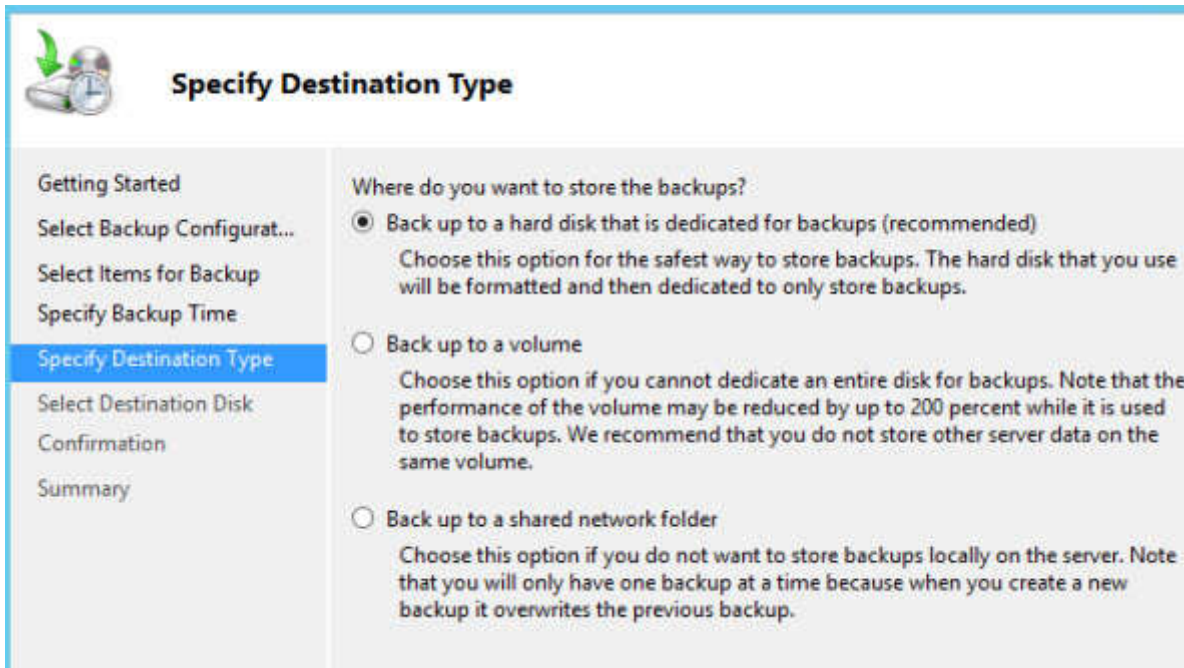 Specify Destination Type
Getting Started
Select Backup Configurat...
Select Items for Backup
Specify Backup Time
Specify Destination Type
Select Destination Disk
Confirmation
Summary
Where do you want to store the backups?
Back up to a hard disk that is dedicated for backups (recommended)
Choose this option for the safest way to store backups. The hard disk that you use
will be formatted and then dedicated to only store backups.
Back up to a volume
Choose this option if you cannot dedicate an entire disk for backups. Note that the
performance of the volume may be reduced by up to 200 percent while it is used
to store backups. We recommend that you do not store other server data on the
same volume.
Back up to a shared network folder
Choose this option if you do not want to store backups locally on the server. Note
that you will only have one backup at a time because when you create a new
backup it overwrites the previous backup.